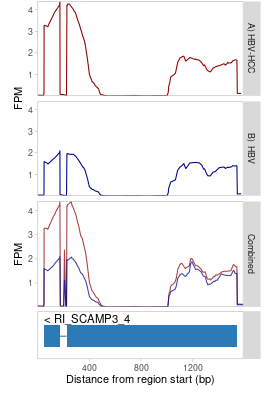 4
3
2
1
A) HBV-HCC
FPM
4
3
2
1
B) HBV
4
3
2
1
Combined
FPM
< RI_SCAMP3_4
400 800 1200
Distance from region start (bp)